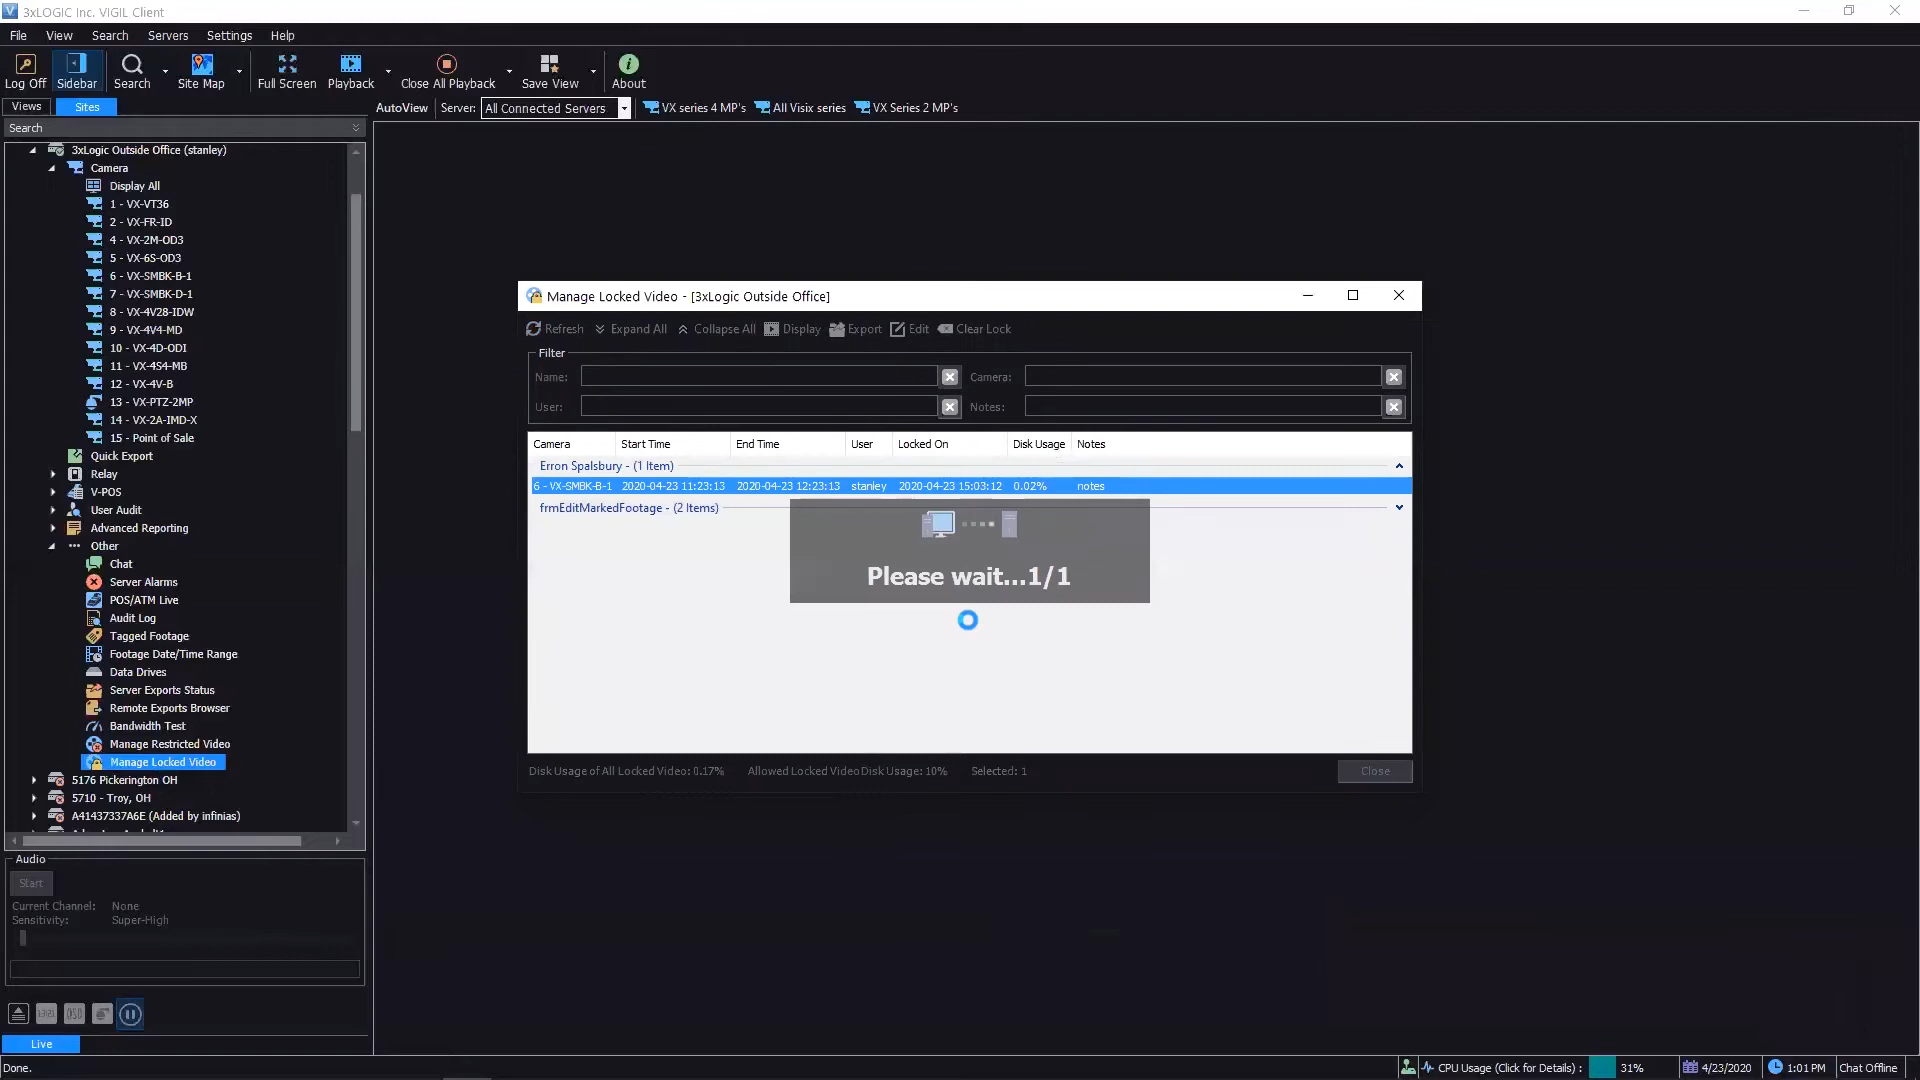 3xLOGIC Inc. VIGIL Client
File View Search Servers Settings Help
Log Off Sidebar Search Site Map Full Screen Playback Close All Playback Save View About
Views Sites
AutoView Server: All Connected Servers VX series 4 MP's All Visix series VX Series 2 MP's
Search
3xLogic Outside Office (stanley)
Camera
Display All
1 - VX-VT36
2 - VX-FR-ID
4 - VX-2M-OD3
5 - VX-6S-OD3
6 - VX-SMBK-B-1
7 - VX-SMBK-D-1
8 - VX-4V28-IDW
9 - VX-4V4-MD
10 - VX-4D-ODI
11 - VX-4S4-MB
12 - VX-4V-B
13 - VX-PTZ-2MP
14 - VX-2A-IMD-X
15 - Point of Sale
Quick Export
Relay
V-POS
User Audit
Advanced Reporting
Other
Chat
Server Alarms
POS/ATM Live
Audit Log
Tagged Footage
Footage Date/Time Range
Data Drives
Server Exports Status
Remote Exports Browser
Bandwidth Test
Manage Restricted Video
Manage Locked Video
5176 Pickerington OH
5710 - Troy, OH
A41437337A6E (Added by infinias)
Audio
Start
Current Channel: None
Sensitivity: Super-High
Live
Done.
Manage Locked Video - [3xLogic Outside Office]
Refresh Expand All Collapse All Display Export Edit Clear Lock
Filter
Name: Camera:
User: Notes:
Camera Start Time End Time User Locked On Disk Usage Notes
Erron Spalsbury - (1 Item)
6 - VX-SMBK-B-1 2020-04-23 11:23:13 2020-04-23 12:23:13 stanley 2020-04-23 15:03:12 0.02% notes
frmEditMarkedFootage - (2 Items)
Please wait...1/1
Disk Usage of All Locked Video: 0.17% Allowed Locked Video Disk Usage: 10% Selected: 1 Close
CPU Usage (Click for Details) : 31% 4/23/2020 1:01 PM Chat Offline